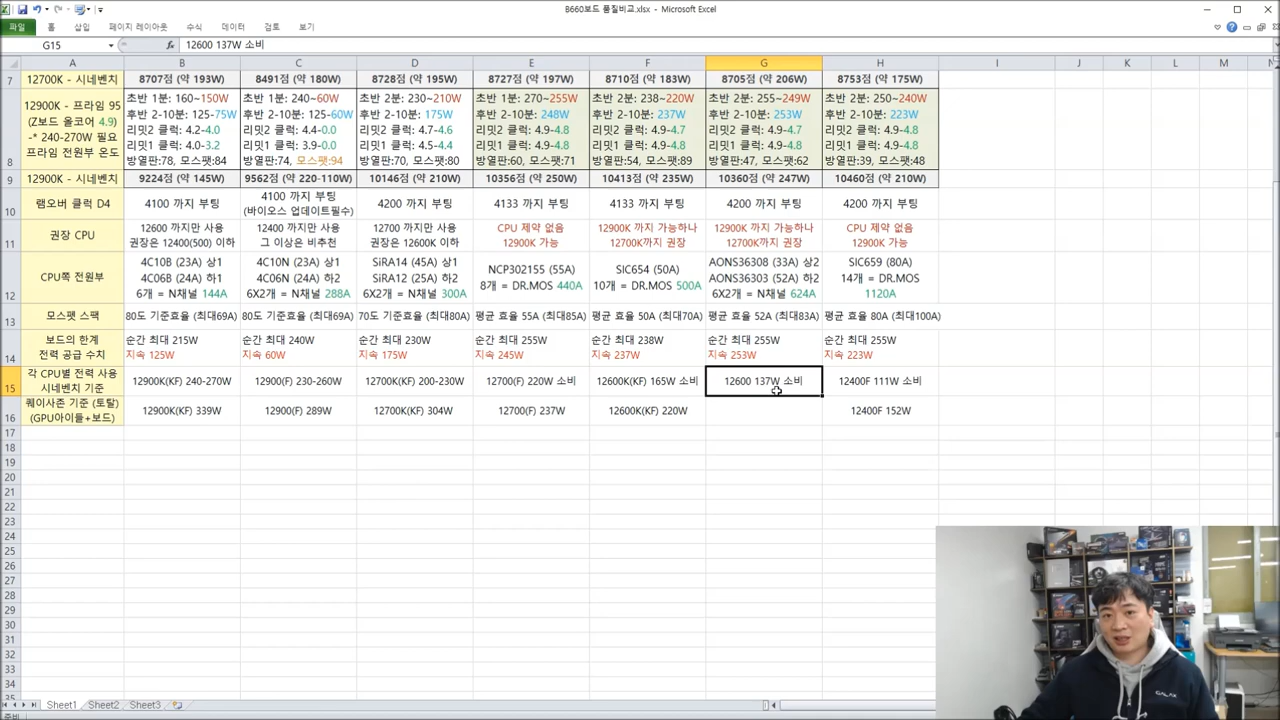 B660보드 품질비교.xlsx - Microsoft Excel
파일 홈 삽입 페이지 레이아웃 수식 데이터 검토 보기
G15 fx 12600 137W 소비
A B C D E F G H I J K L M
7 12700K - 시네벤치 8707점 (약 193W) 8491점 (약 180W) 8728점 (약 195W) 8727점 (약 197W) 8710점 (약 183W) 8705점 (약 206W) 8753점 (약 175W)
12900K - 프라임 95 초반 1분: 160~150W 초반 1분: 240~60W 초반 2분: 230~210W 초반 1분: 270~255W 초반 2분: 238~220W 초반 2분: 255~249W 초반 2분: 250~240W
(Z보드 올코어 4.9) 후반 2-10분: 125-75W 후반 2-10분: 125-60W 후반 2-10분: 175W 후반 2-10분: 248W 후반 2-10분: 237W 후반 2-10분: 253W 후반 2-10분: 223W
-* 240-270W 필요 리밋2 클럭: 4.2-4.0 리밋2 클럭: 4.4-0.0 리밋2 클럭: 4.7-4.6 리밋2 클럭: 4.9-4.8 리밋2 클럭: 4.9-4.7 리밋2 클럭: 4.9-4.7 리밋2 클럭: 4.9-4.8
프라임 전원부 온도 리밋1 클럭: 4.0-3.2 리밋1 클럭: 3.9-0.0 리밋1 클럭: 4.5-4.4 리밋1 클럭: 4.9-4.8 리밋1 클럭: 4.9-4.7 리밋1 클럭: 4.9-4.8 리밋1 클럭: 4.9-4.8
8 방열판:78, 모스펫:84 방열판:74, 모스팻:94 방열판:70, 모스팻:80 방열판:60, 모스펫:71 방열판:54, 모스펫:89 방열판:47, 모스펫:62 방열판:39, 모스펫:48
9 12900K - 시네벤치 9224점 (약 145W) 9562점 (약 220-110W) 10146점 (약 210W) 10356점 (약 250W) 10413점 (약 235W) 10360점 (약 247W) 10460점 (약 210W)
10 램오버 클럭 D4 4100 까지 부팅 4100 까지 부팅 4200 까지 부팅 4133 까지 부팅 4133 까지 부팅 4200 까지 부팅 4200 까지 부팅
(바이오스 업데이트필수)
11 권장 CPU 12600 까지만 사용 12400 까지만 사용 12700 까지만 사용 CPU 제약 없음 12900K 까지 가능하나 12900K 까지 가능하나 CPU 제약 없음
권장은 12400(500) 이하 그 이상은 비추천 권장은 12600K 이하 12900K 가능 12700K까지 권장 12700K까지 권장 12900K 가능
12 CPU쪽 전원부 4C10B (23A) 상1 4C10N (23A) 상1 SiRA14 (45A) 상1 NCP302155 (55A) SIC654 (50A) AONS36308 (33A) 상2 SIC659 (80A)
4C06B (24A) 하1 4C06N (24A) 하2 SiRA12 (25A) 하2 8개 = DR.MOS 440A 10개 = DR.MOS 500A AONS36303 (52A) 하2 14개 = DR.MOS
6개 = N채널 144A 6X2개 = N채널 288A 6X2개 = N채널 300A 6X2개 = N채널 624A 1120A
13 모스펫 스팩 80도 기준효율 (최대69A) 80도 기준효율 (최대69A) 70도 기준효율 (최대80A) 평균 효율 55A (최대85A) 평균 효율 50A (최대70A) 평균 효율 52A (최대83A) 평균 효율 80A (최대100A)
14 보드의 한계 순간 최대 215W 순간 최대 240W 순간 최대 230W 순간 최대 255W 순간 최대 238W 순간 최대 255W 순간 최대 255W
전력 공급 수치 지속 125W 지속 60W 지속 175W 지속 245W 지속 237W 지속 253W 지속 223W
15 각 CPU별 전력 사용 12900K(KF) 240-270W 12900(F) 230-260W 12700K(KF) 200-230W 12700(F) 220W 소비 12600K(KF) 165W 소비 12600 137W 소비 12400F 111W 소비
시네벤치 기준
16 퀘이사존 기준 (토탈) 12900K(KF) 339W 12900(F) 289W 12700K(KF) 304W 12700(F) 237W 12600K(KF) 220W 12400F 152W
(GPU아이들+보드)
17
18
19
20
21
22
23
24
25
26
27
28
29
30
31
32
33
34
35
GALAX
Sheet1 Sheet2 Sheet3
준비